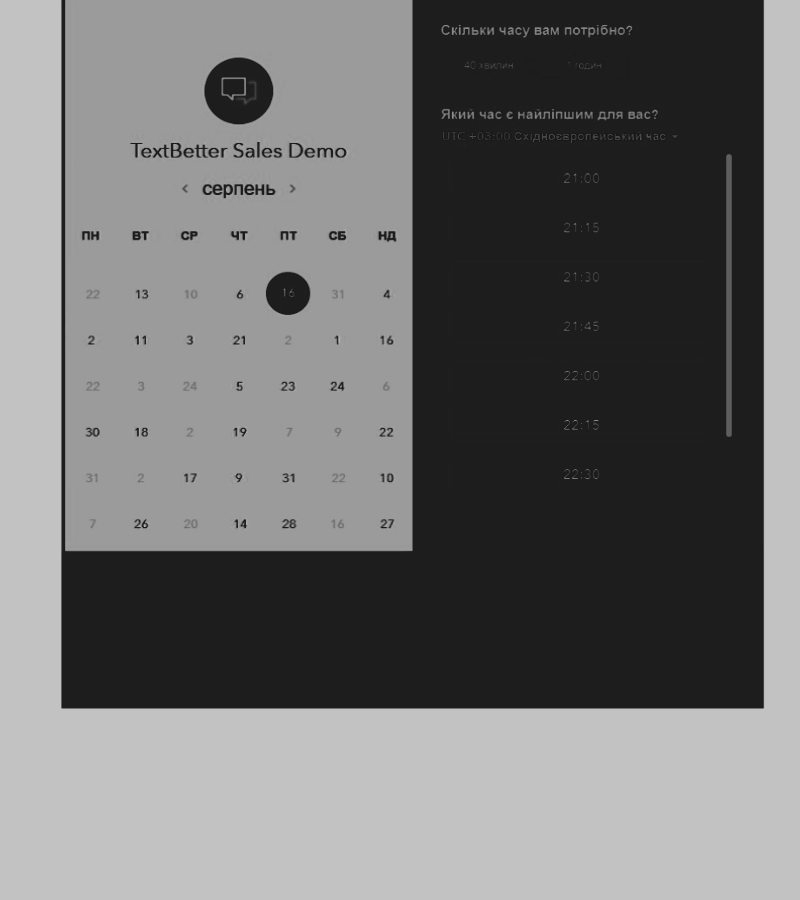 TextBetter Sales Demo
серпень
ПН ВТ СР ЧТ ПТ СБ НД
22 13 10 6 16 31 4
2 11 3 21 2 1 16
22 3 24 5 23 24 6
30 18 2 19 7 9 22
31 2 17 9 31 22 10
7 26 20 14 28 16 27
Скільки часу вам потрібно?
40 хвилин годин
Який час є найліпшим для вас?
UTC +03:00 Східноєвропейський час
21:00
21:15
21:30
21:45
22:00
22:15
22:30